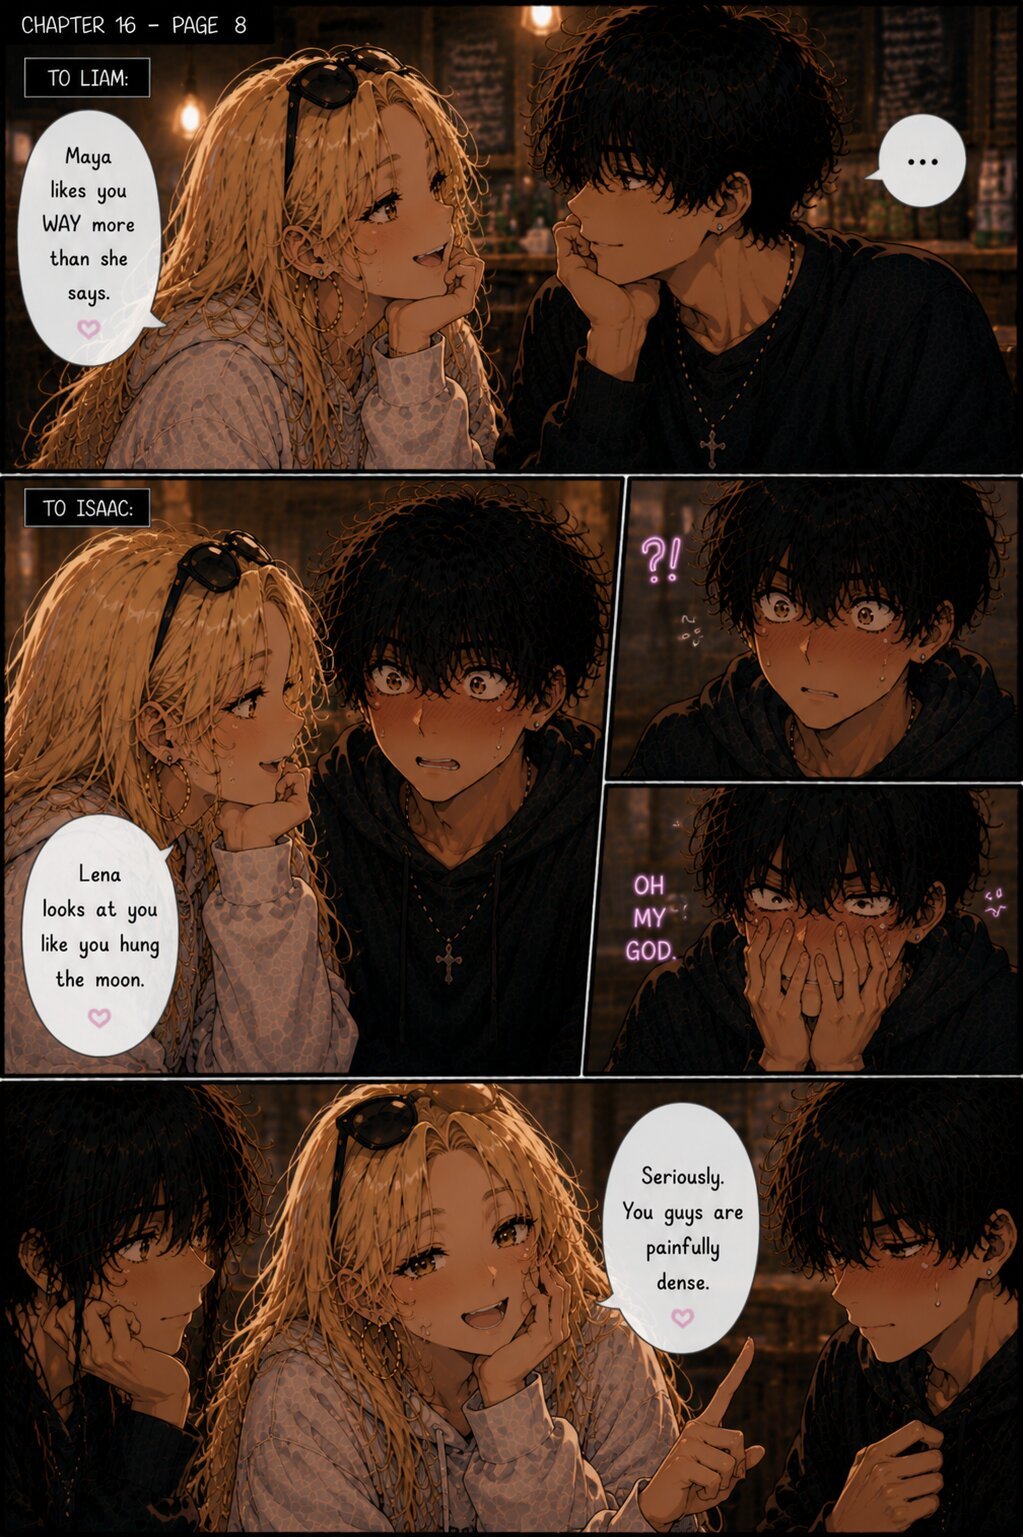 CHAPTER 16 - PAGE 8
TO LIAM:
Maya
likes you
WAY more
than she
says.
...
TO ISAAC:
Lena
looks at you
like you hung
the moon.
?!
OH
MY
GOD.
Seriously.
You guys are
painfully
dense.